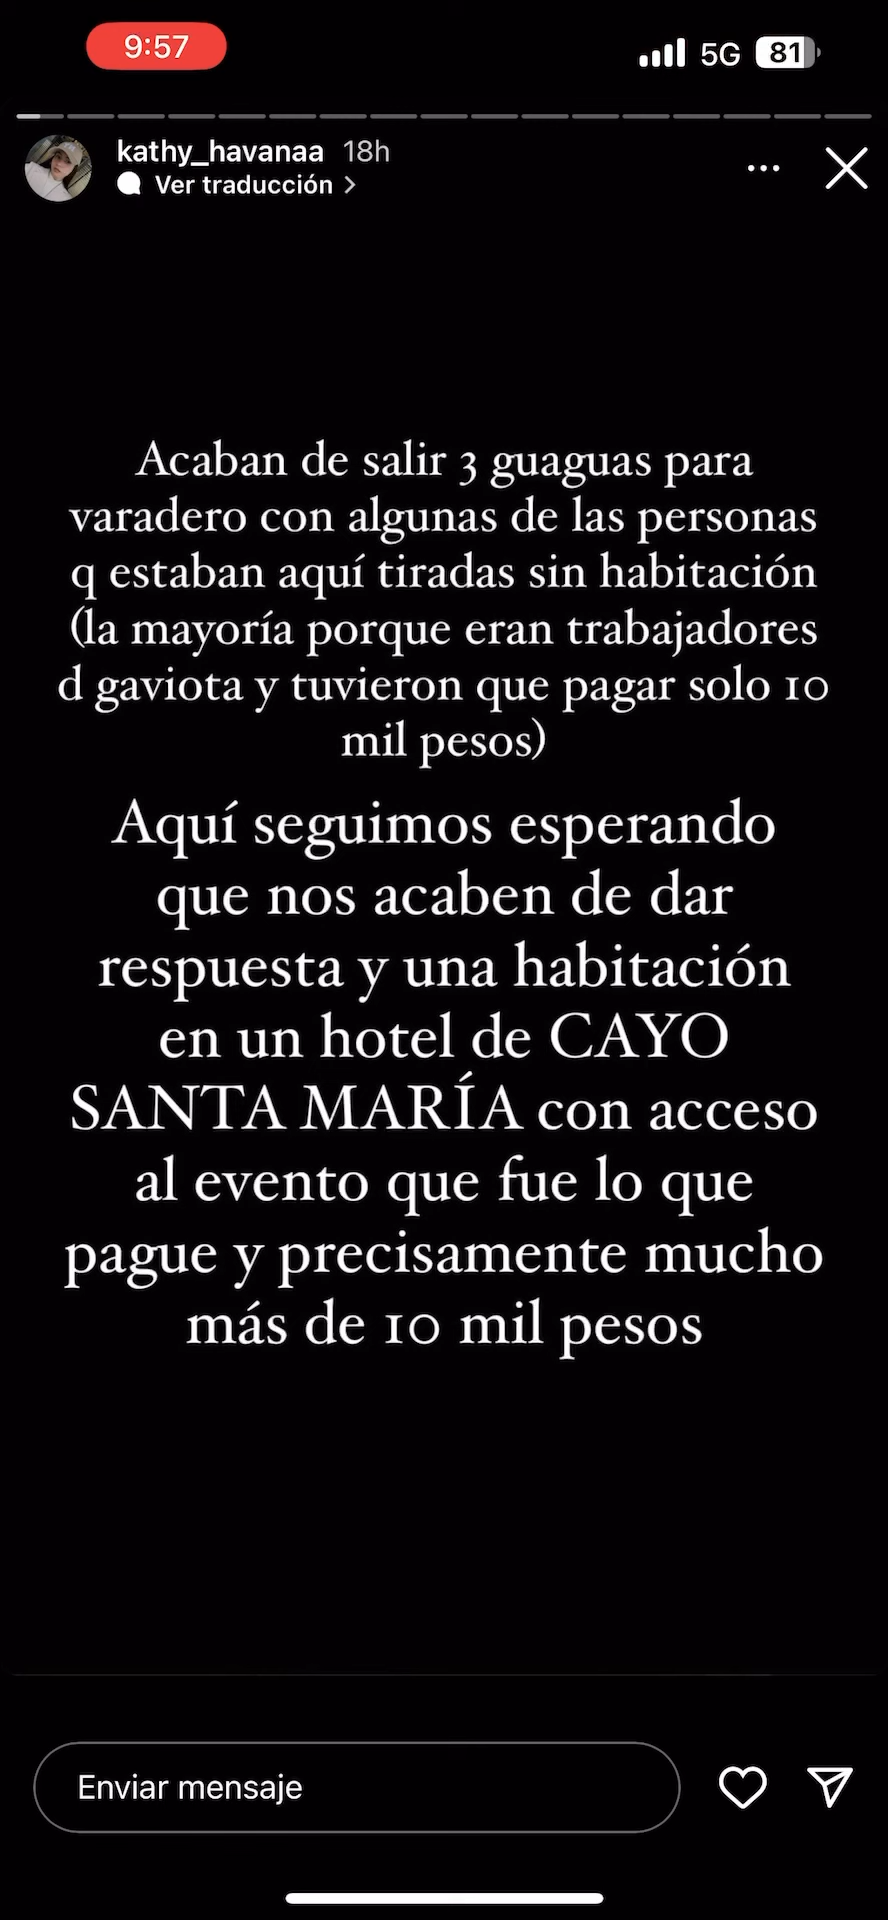 9:57
5G 81
kathy_havanaa 18h
Ver traducción >
Acaban de salir 3 guaguas para
varadero con algunas de las personas
q estaban aquí tiradas sin habitación
(la mayoría porque eran trabajadores
d gaviota y tuvieron que pagar solo 10
mil pesos)
Aquí seguimos esperando
que nos acaben de dar
respuesta y una habitación
en un hotel de CAYO
SANTA MARÍA con acceso
al evento que fue lo que
pague y precisamente mucho
más de 10 mil pesos
Enviar mensaje